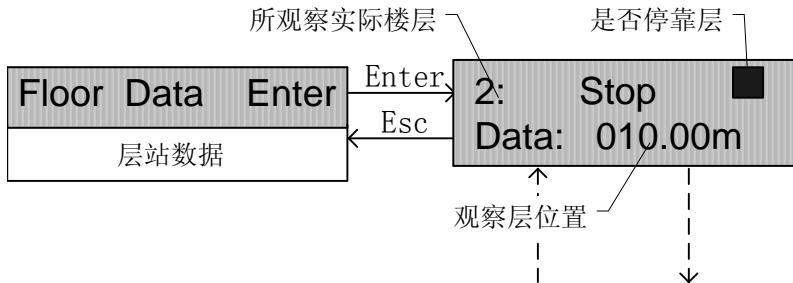 所观察实际楼层
是否停靠层
Floor Data Enter
Enter
2: Stop
Esc
Data: 010.00m
层站数据
观察层位置